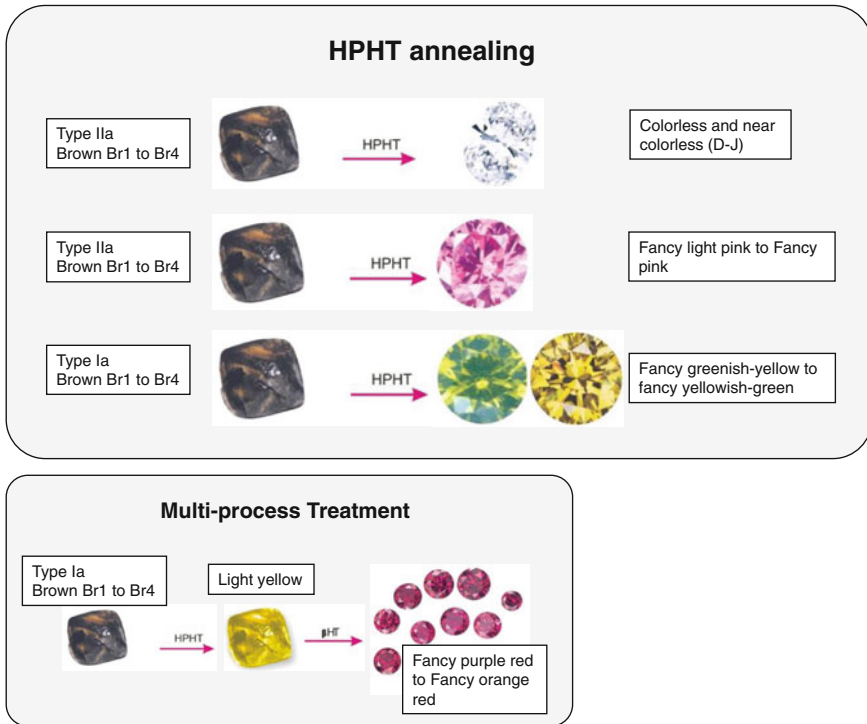 HPHT annealing
Type IIa
Brown Br1 to Br4
HPHT
Colorless and near
colorless (D-J)
Type IIa
Brown Br1 to Br4
HPHT
Fancy light pink to Fancy
pink
Type Ia
Brown Br1 to Br4
HPHT
Fancy greenish-yellow to
fancy yellowish-green
Multi-process Treatment
Type Ia
Brown Br1 to Br4
HPHT
Light yellow
βHT
Fancy purple red
to Fancy orange
red